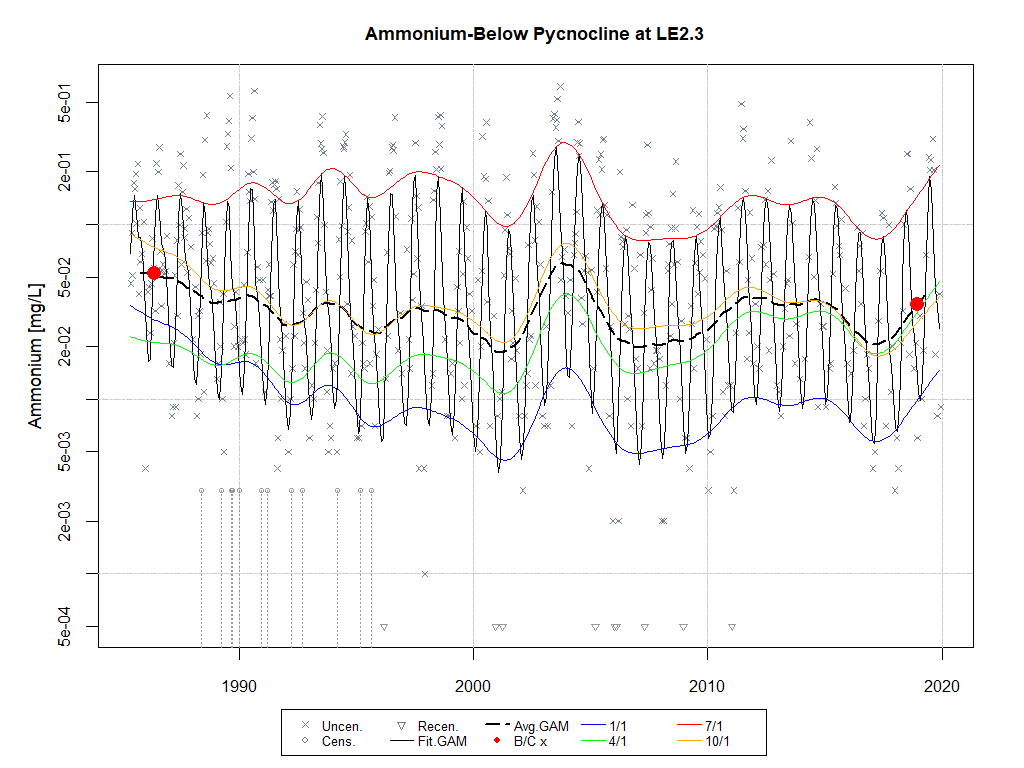 Ammonium-Below Pycnocline at LE2.3
Ammonium [mg/L]
5e-01
2e-01
5e-02
2e-02
5e-03
2e-03
5e-04
1990 2000 2010 2020
Uncen. Recen. Avg.GAM 1/1 7/1
Cens. Fit.GAM B/C x 4/1 10/1